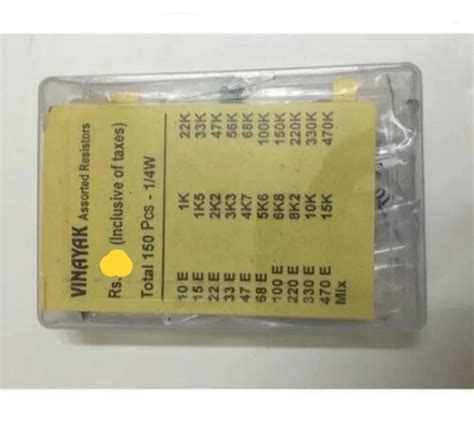 VINAYAK Assorted Resistors
Rs. (Inclusive of taxes)
Total 150 Pcs - 1/4W
10 E 1K 22K
15 E 1K5 33K
22 E 2K2 47K
33 E 3K3 56K
47 E 4K7 68K
68 E 5K6 100K
100 E 6K8 150K
220 E 8K2 220K
330 E 10K 330K
470 E 15K 470K
Mix